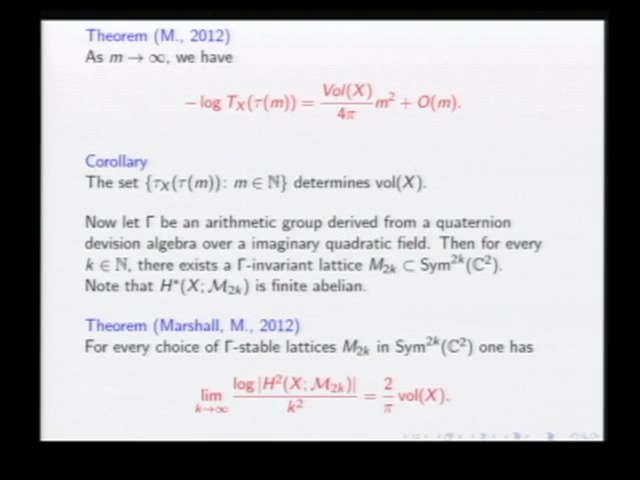 Theorem (M., 2012)
As m → ∞, we have
− log T_X(τ(m)) = Vol(X)/4π m² + O(m).
Corollary
The set {τ_X(τ(m)) : m ∈ ℕ} determines vol(X).
Now let Γ be an arithmetic group derived from a quaternion
devision algebra over a imaginary quadratic field. Then for every
k ∈ ℕ, there exists a Γ-invariant lattice M_{2k} ⊂ Sym^{2k}(ℂ²).
Note that H*(X; M_{2k}) is finite abelian.
Theorem (Marshall, M., 2012)
For every choice of Γ-stable lattices M_{2k} in Sym^{2k}(ℂ²) one has
lim_{k→∞} log |H²(X; M_{2k})| / k² = 2/π vol(X).